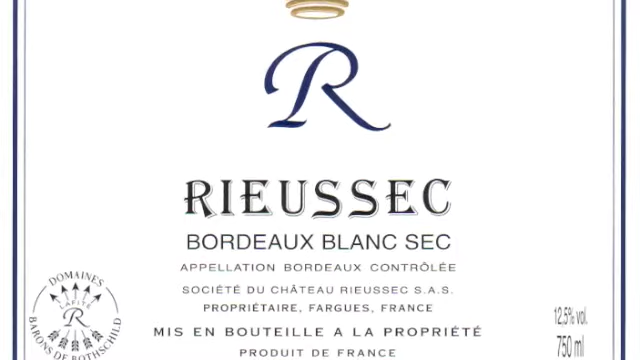 R
RIEUSSEC
BORDEAUX BLANC SEC
APPELLATION BORDEAUX CONTRÔLÉE
SOCIÉTÉ DU CHÂTEAU RIEUSSEC S.A.S.
PROPRIÉTAIRE, FARGUES, FRANCE
MIS EN BOUTEILLE A LA PROPRIÉTÉ
PRODUIT DE FRANCE
DOMAINES
LAFITE
R
BARONS DE ROTHSCHILD
12,5% vol.
750 ml